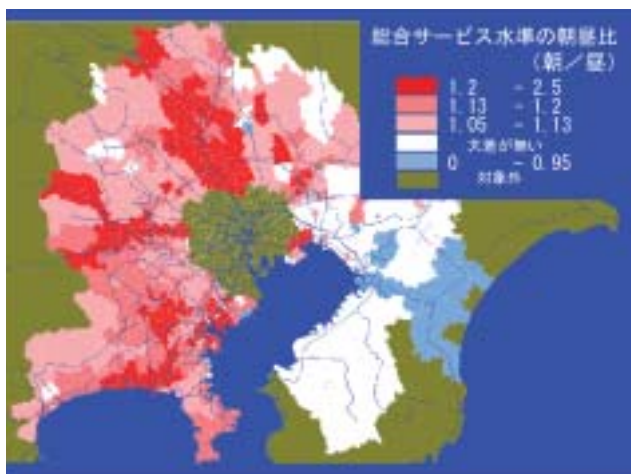 総合サービス水準の朝昼比
(朝／昼)
1.2 - 2.5
1.13 - 1.2
1.05 - 1.13
大差が無い
0 - 0.95
対象外